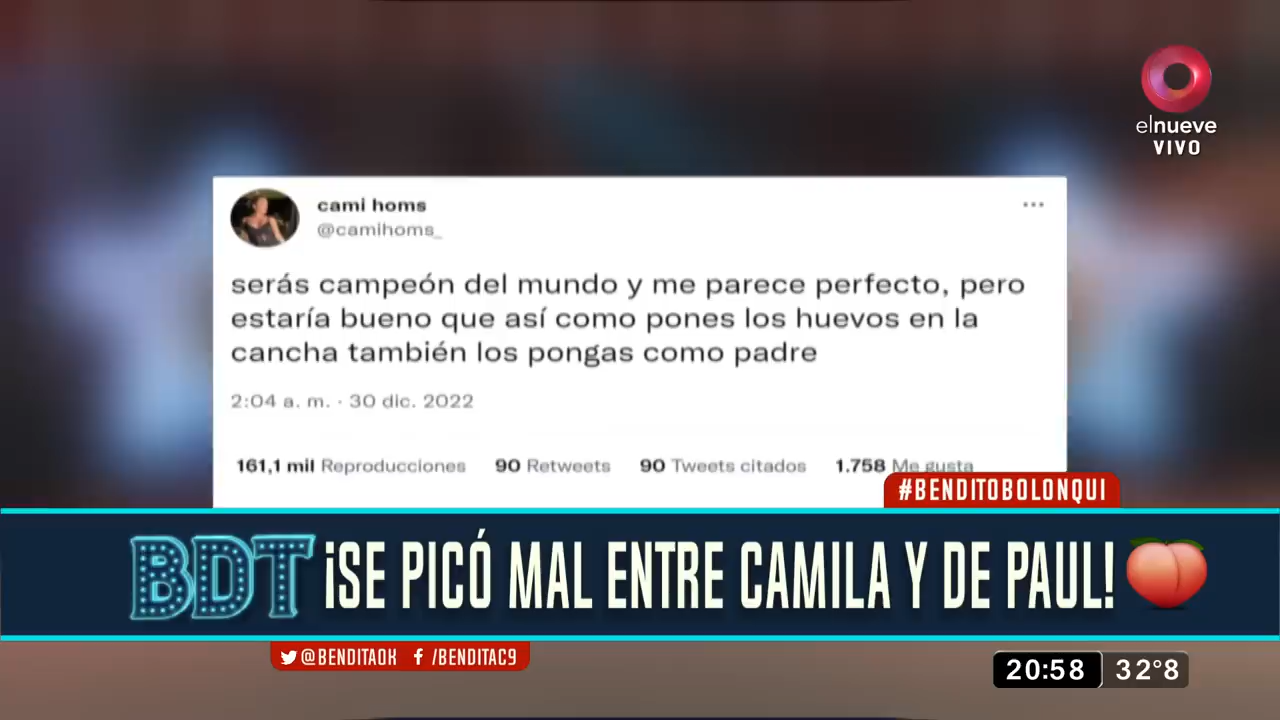 elnueve
VIVO
cami homs
@camihoms_
serás campeón del mundo y me parece perfecto, pero
estaría bueno que así como pones los huevos en la
cancha también los pongas como padre
2:04 a. m. · 30 dic. 2022
161,1 mil Reproducciones 90 Retweets 90 Tweets citados 1.758 Me gusta
#BENDITOBOLONQUI
BDT ¡SE PICÓ MAL ENTRE CAMILA Y DE PAUL!
@BENDITAOK /BENDITAC9
20:58 32°8